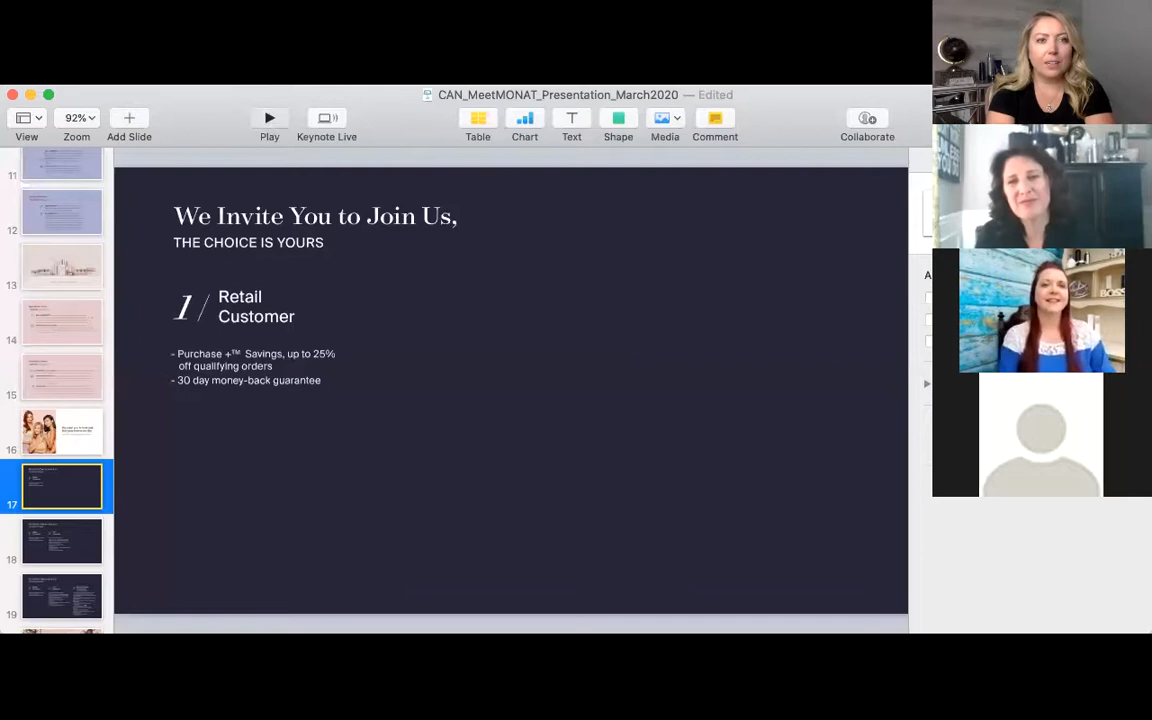 CAN_MeetMONAT_Presentation_March2020 — Edited
92%
View
Zoom
Add Slide
Play
Keynote Live
Table
Chart
Text
Shape
Media
Comment
Collaborate
11
12
13
14
15
16
17
18
19
We Invite You to Join Us,
THE CHOICE IS YOURS
1/ Retail
Customer
- Purchase +™ Savings, up to 25%
off qualifying orders
- 30 day money-back guarantee
A
BOSS